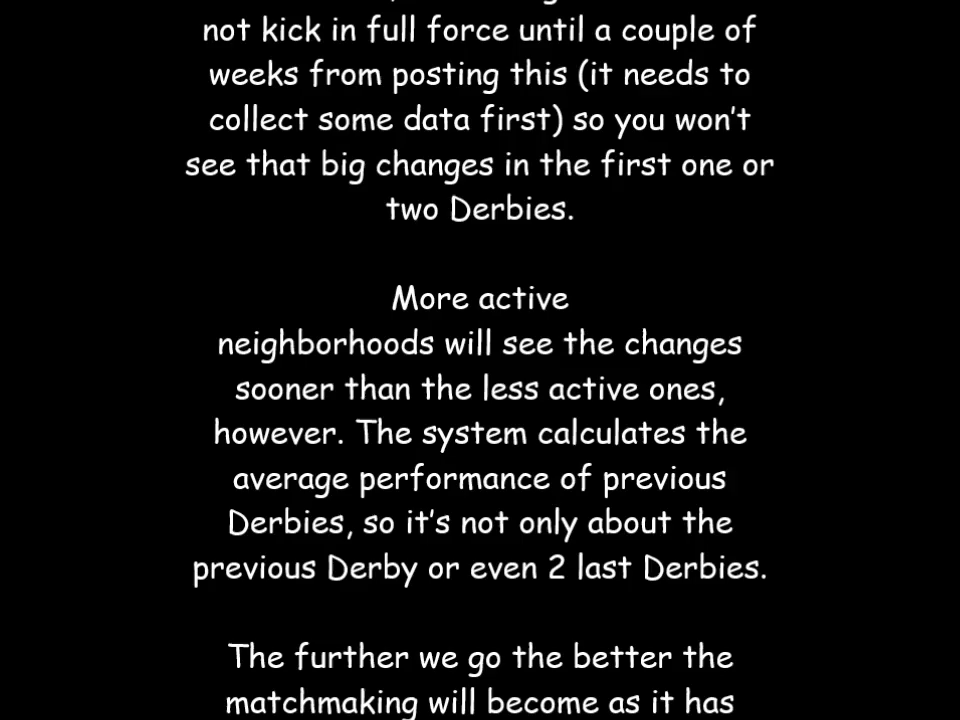 not kick in full force until a couple of
weeks from posting this (it needs to
collect some data first) so you won't
see that big changes in the first one or
two Derbies.
More active
neighborhoods will see the changes
sooner than the less active ones,
however. The system calculates the
average performance of previous
Derbies, so it's not only about the
previous Derby or even 2 last Derbies.
The further we go the better the
matchmaking will become as it has